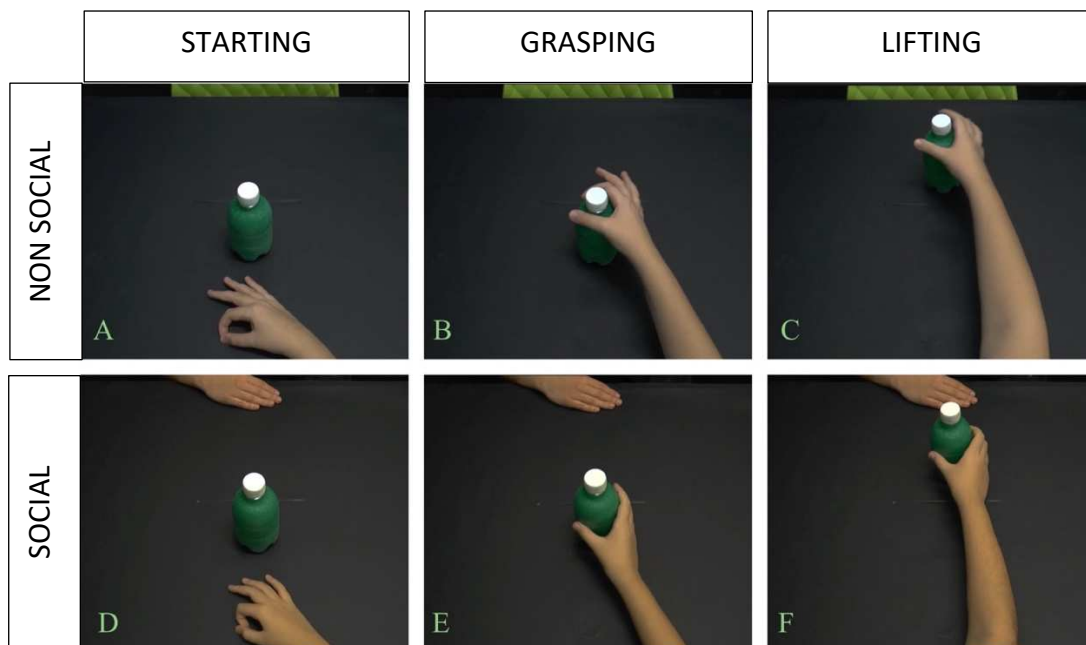 STARTING GRASPING LIFTING
NON SOCIAL
A B C
SOCIAL
D E F